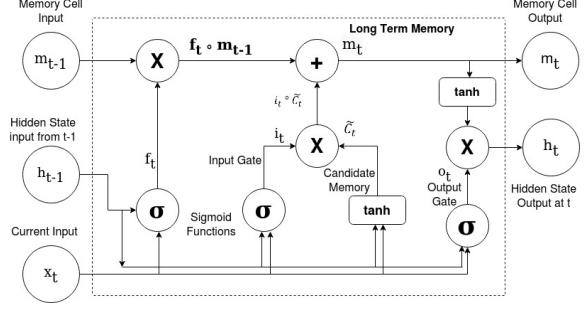 Memory Cell
Input
Memory Cell
Output
Long Term Memory
m_t-1
X
f_t ∘ m_t-1
+
m_t
m_t
tanh
i_t ∘ C̃_t
Hidden State
input from t-1
i_t
C̃_t
X
X
h_t
f_t
Input Gate
Candidate
Memory
o_t
Output
Gate
h_t-1
Hidden State
Output at t
σ
Sigmoid
Functions
σ
tanh
σ
Current Input
x_t